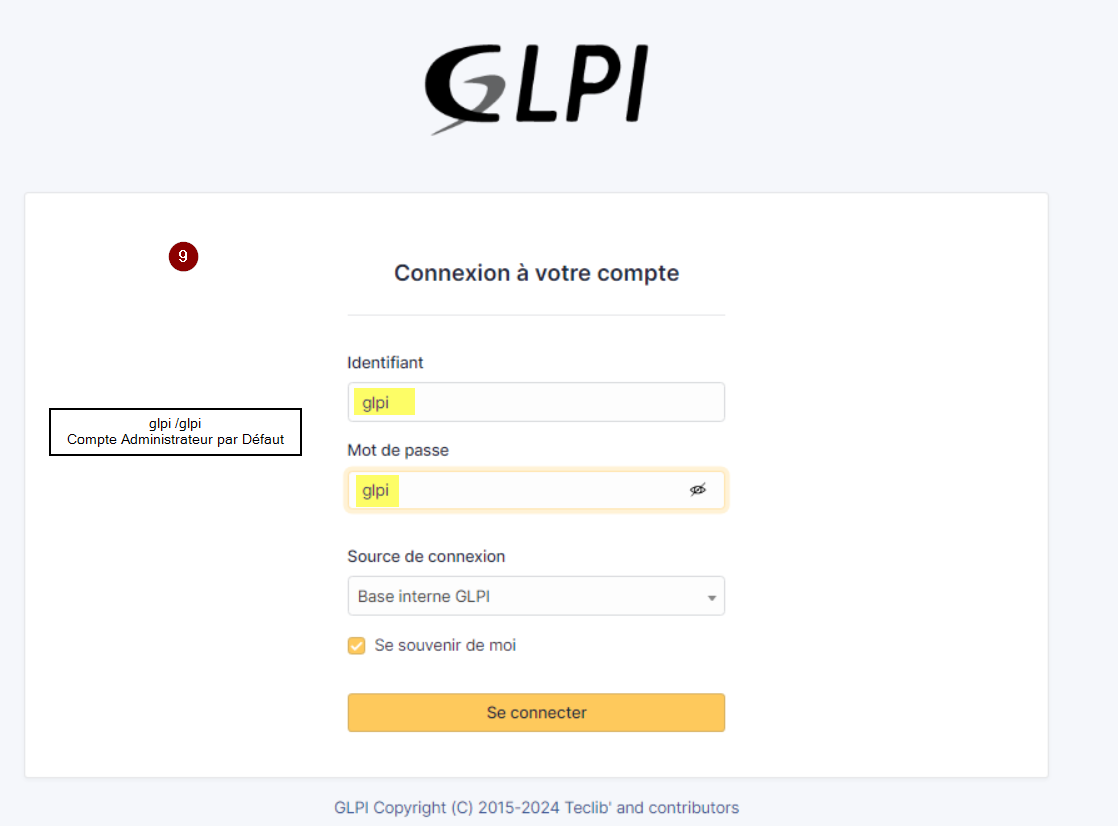 GLPI
9
Connexion à votre compte
Identifiant
glpi
glpi /glpi
Compte Administrateur par Défaut
Mot de passe
glpi
Source de connexion
Base interne GLPI
Se souvenir de moi
Se connecter
GLPI Copyright (C) 2015-2024 Teclib' and contributors